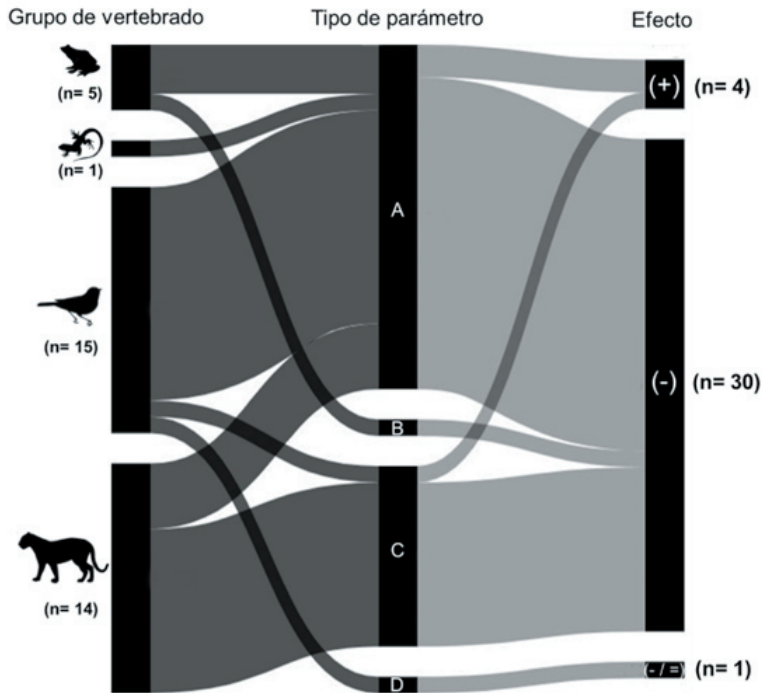 Grupo de vertebrado
Tipo de parámetro
Efecto
(n= 5)
(n= 1)
(n= 15)
(n= 14)
A
B
C
D
(+) (n= 4)
(-) (n= 30)
(- / =) (n= 1)